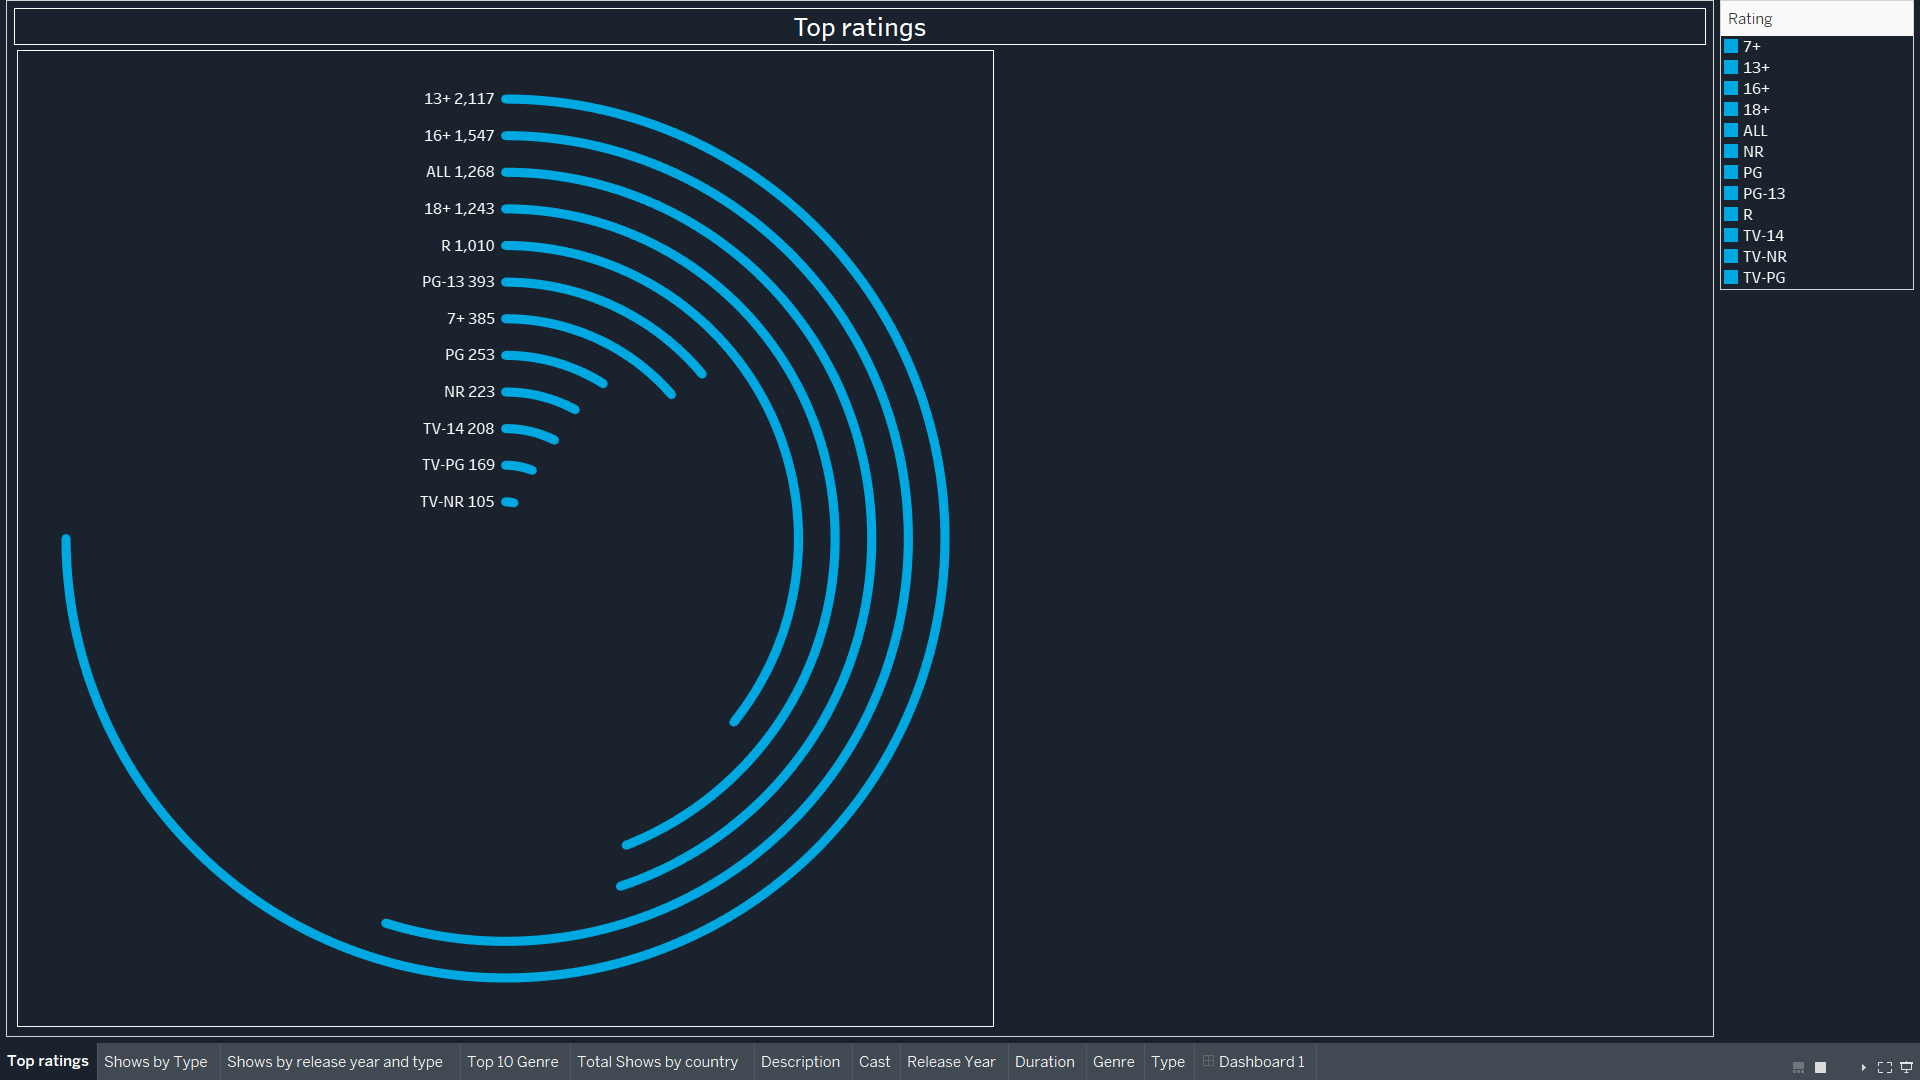 Top ratings
13+ 2,117
16+ 1,547
ALL 1,268
18+ 1,243
R 1,010
PG-13 393
7+ 385
PG 253
NR 223
TV-14 208
TV-PG 169
TV-NR 105
Rating
7+
13+
16+
18+
ALL
NR
PG
PG-13
R
TV-14
TV-NR
TV-PG
Top ratings Shows by Type Shows by release year and type Top 10 Genre Total Shows by country Description Cast Release Year Duration Genre Type Dashboard 1